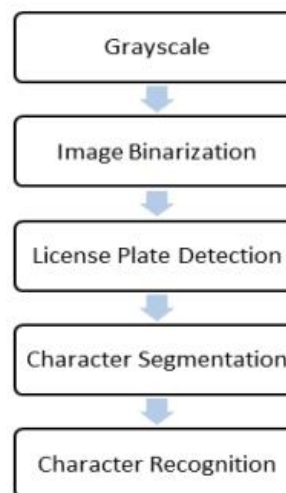 Grayscale
Image Binarization
License Plate Detection
Character Segmentation
Character Recognition